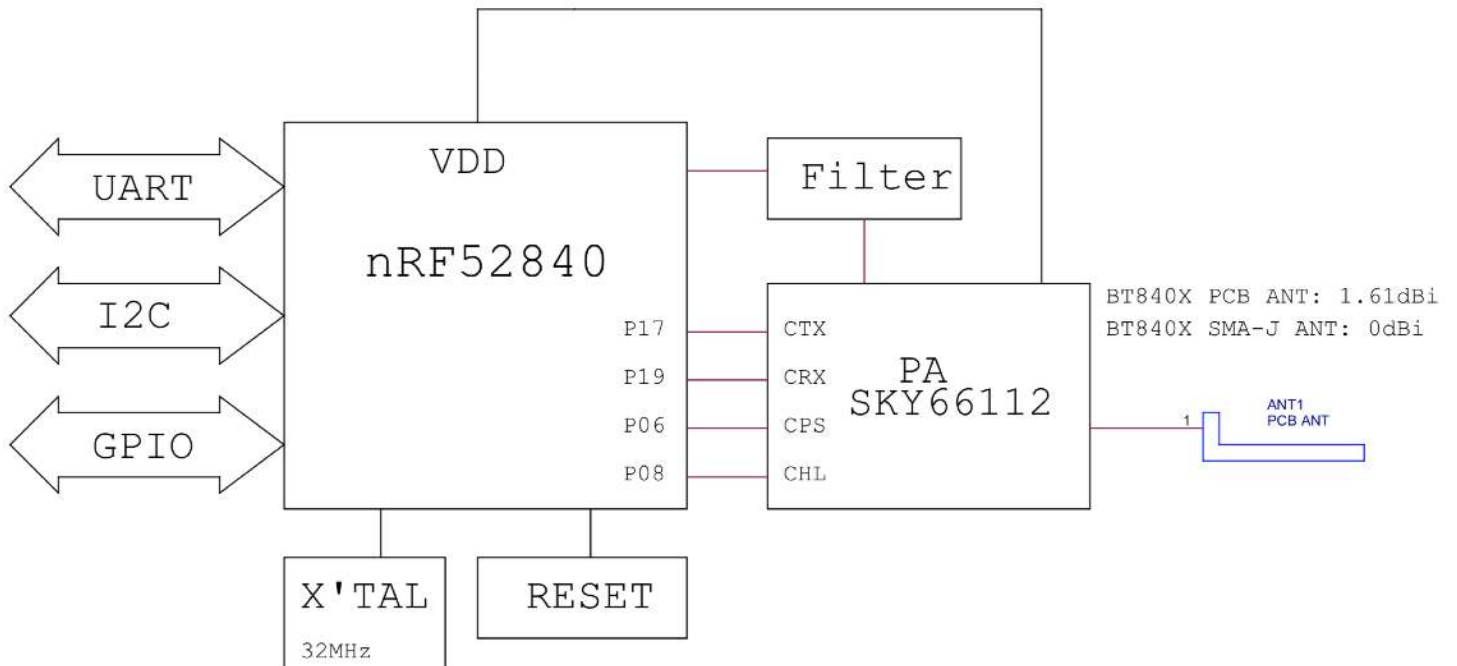 VDD
UART
Filter
nRF52840
BT840X PCB ANT: 1.61dBi
I2C
P17
CTX
BT840X SMA-J ANT: 0dBi
PA
P19
CRX
SKY66112
ANT1
PCB ANT
P06
CPS
1
GPIO
P08
CHL
X'TAL
RESET
32MHz